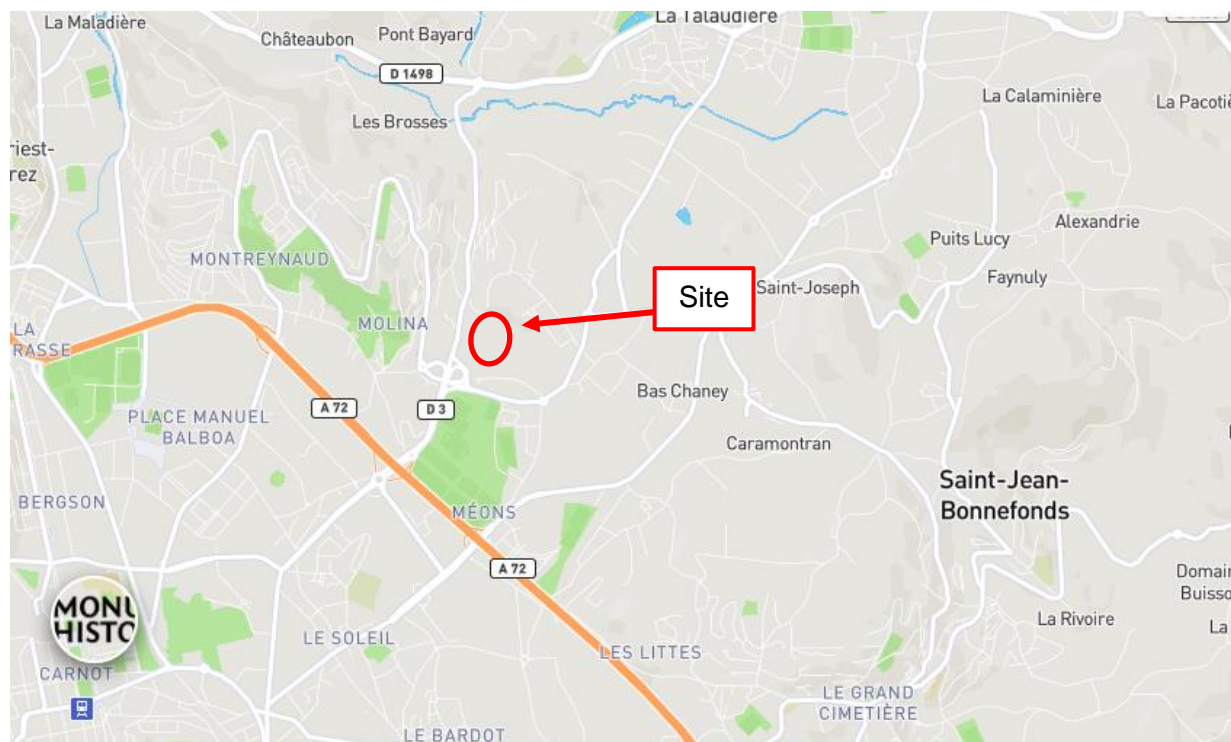 La Maladière
Châteaubon
Pont Bayard
La Talaudière
D 1498
La Calaminière
La Pacotiè
Les Brosses
riest-
rez
Alexandrie
Puits Lucy
MONTREYNAUD
Faynuly
Saint-Joseph
Site
LA
RASSE
MOLINA
Bas Chaney
A 72
D 3
PLACE MANUEL
BALBOA
Caramontran
Saint-Jean-
Bonnefonds
BERGSON
MÉONS
A 72
Domain
Buisso
MONU
HISTO
La Rivoire
La
LE SOLEIL
LES LITTES
CARNOT
LE GRAND
CIMETIÈRE
LE BARDOT